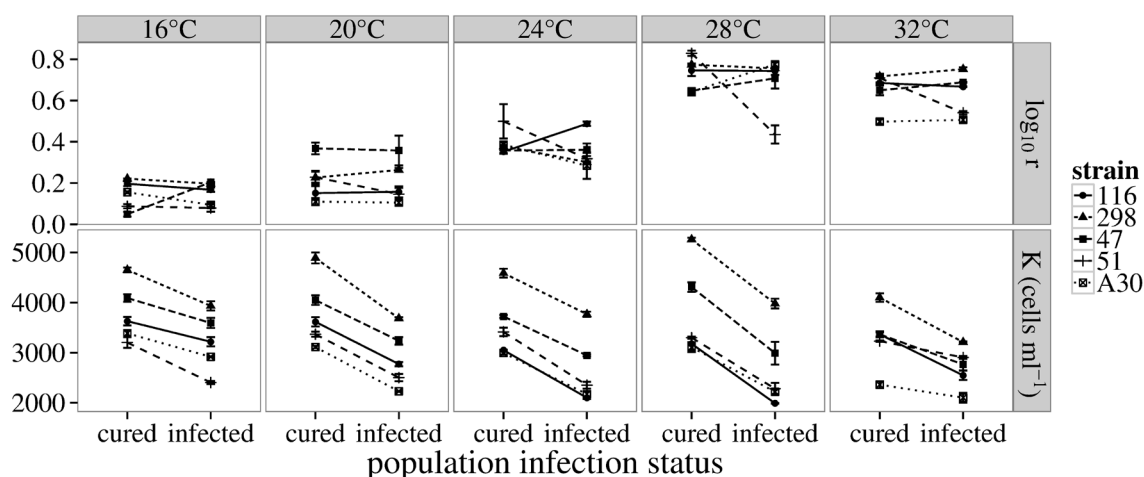 16°C 20°C 24°C 28°C 32°C
0.8
0.6
0.4
0.2
0.0
log₁₀ r
5000
4000
3000
2000
K (cells ml⁻¹)
cured infected cured infected cured infected cured infected cured infected
population infection status
strain
116
298
47
51
A30